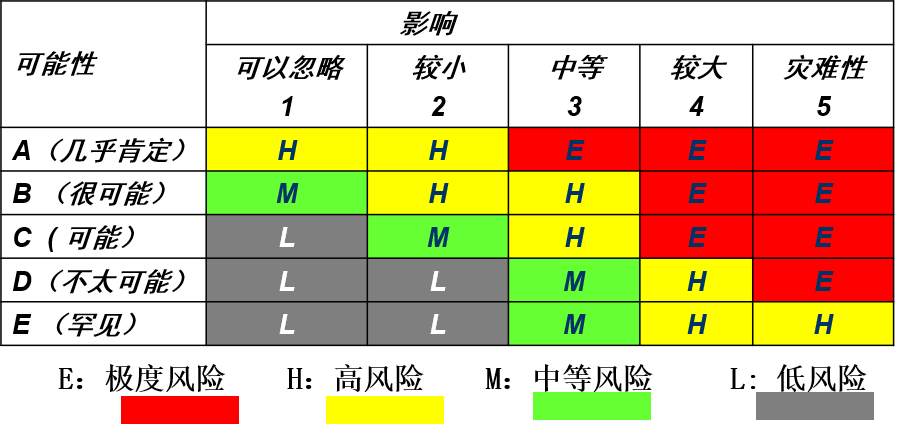 影响
可能性
可以忽略 较小 中等 较大 灾难性
1 2 3 4 5
A（几乎肯定） H H E E E
B （很可能） M H H E E
C （ 可能） L M H E E
D（不太可能） L L M H E
E （罕见） L L M H H
E: 极度风险 H: 高风险 M: 中等风险 L: 低风险